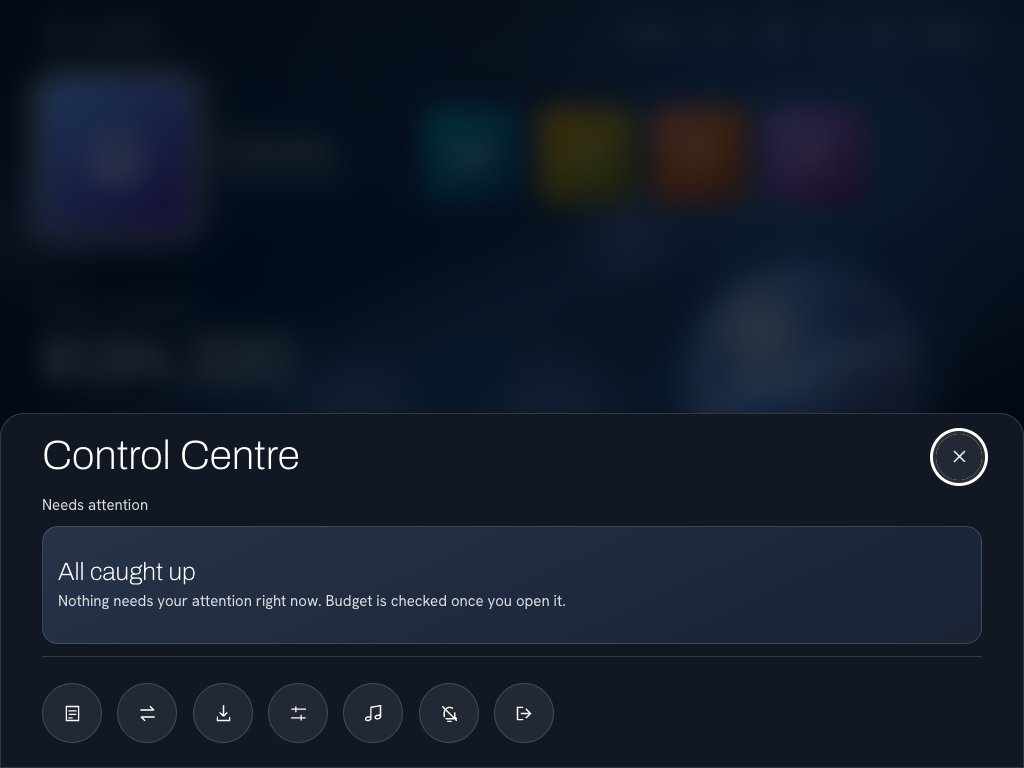 Control Centre
Needs attention
All caught up
Nothing needs your attention right now. Budget is checked once you open it.